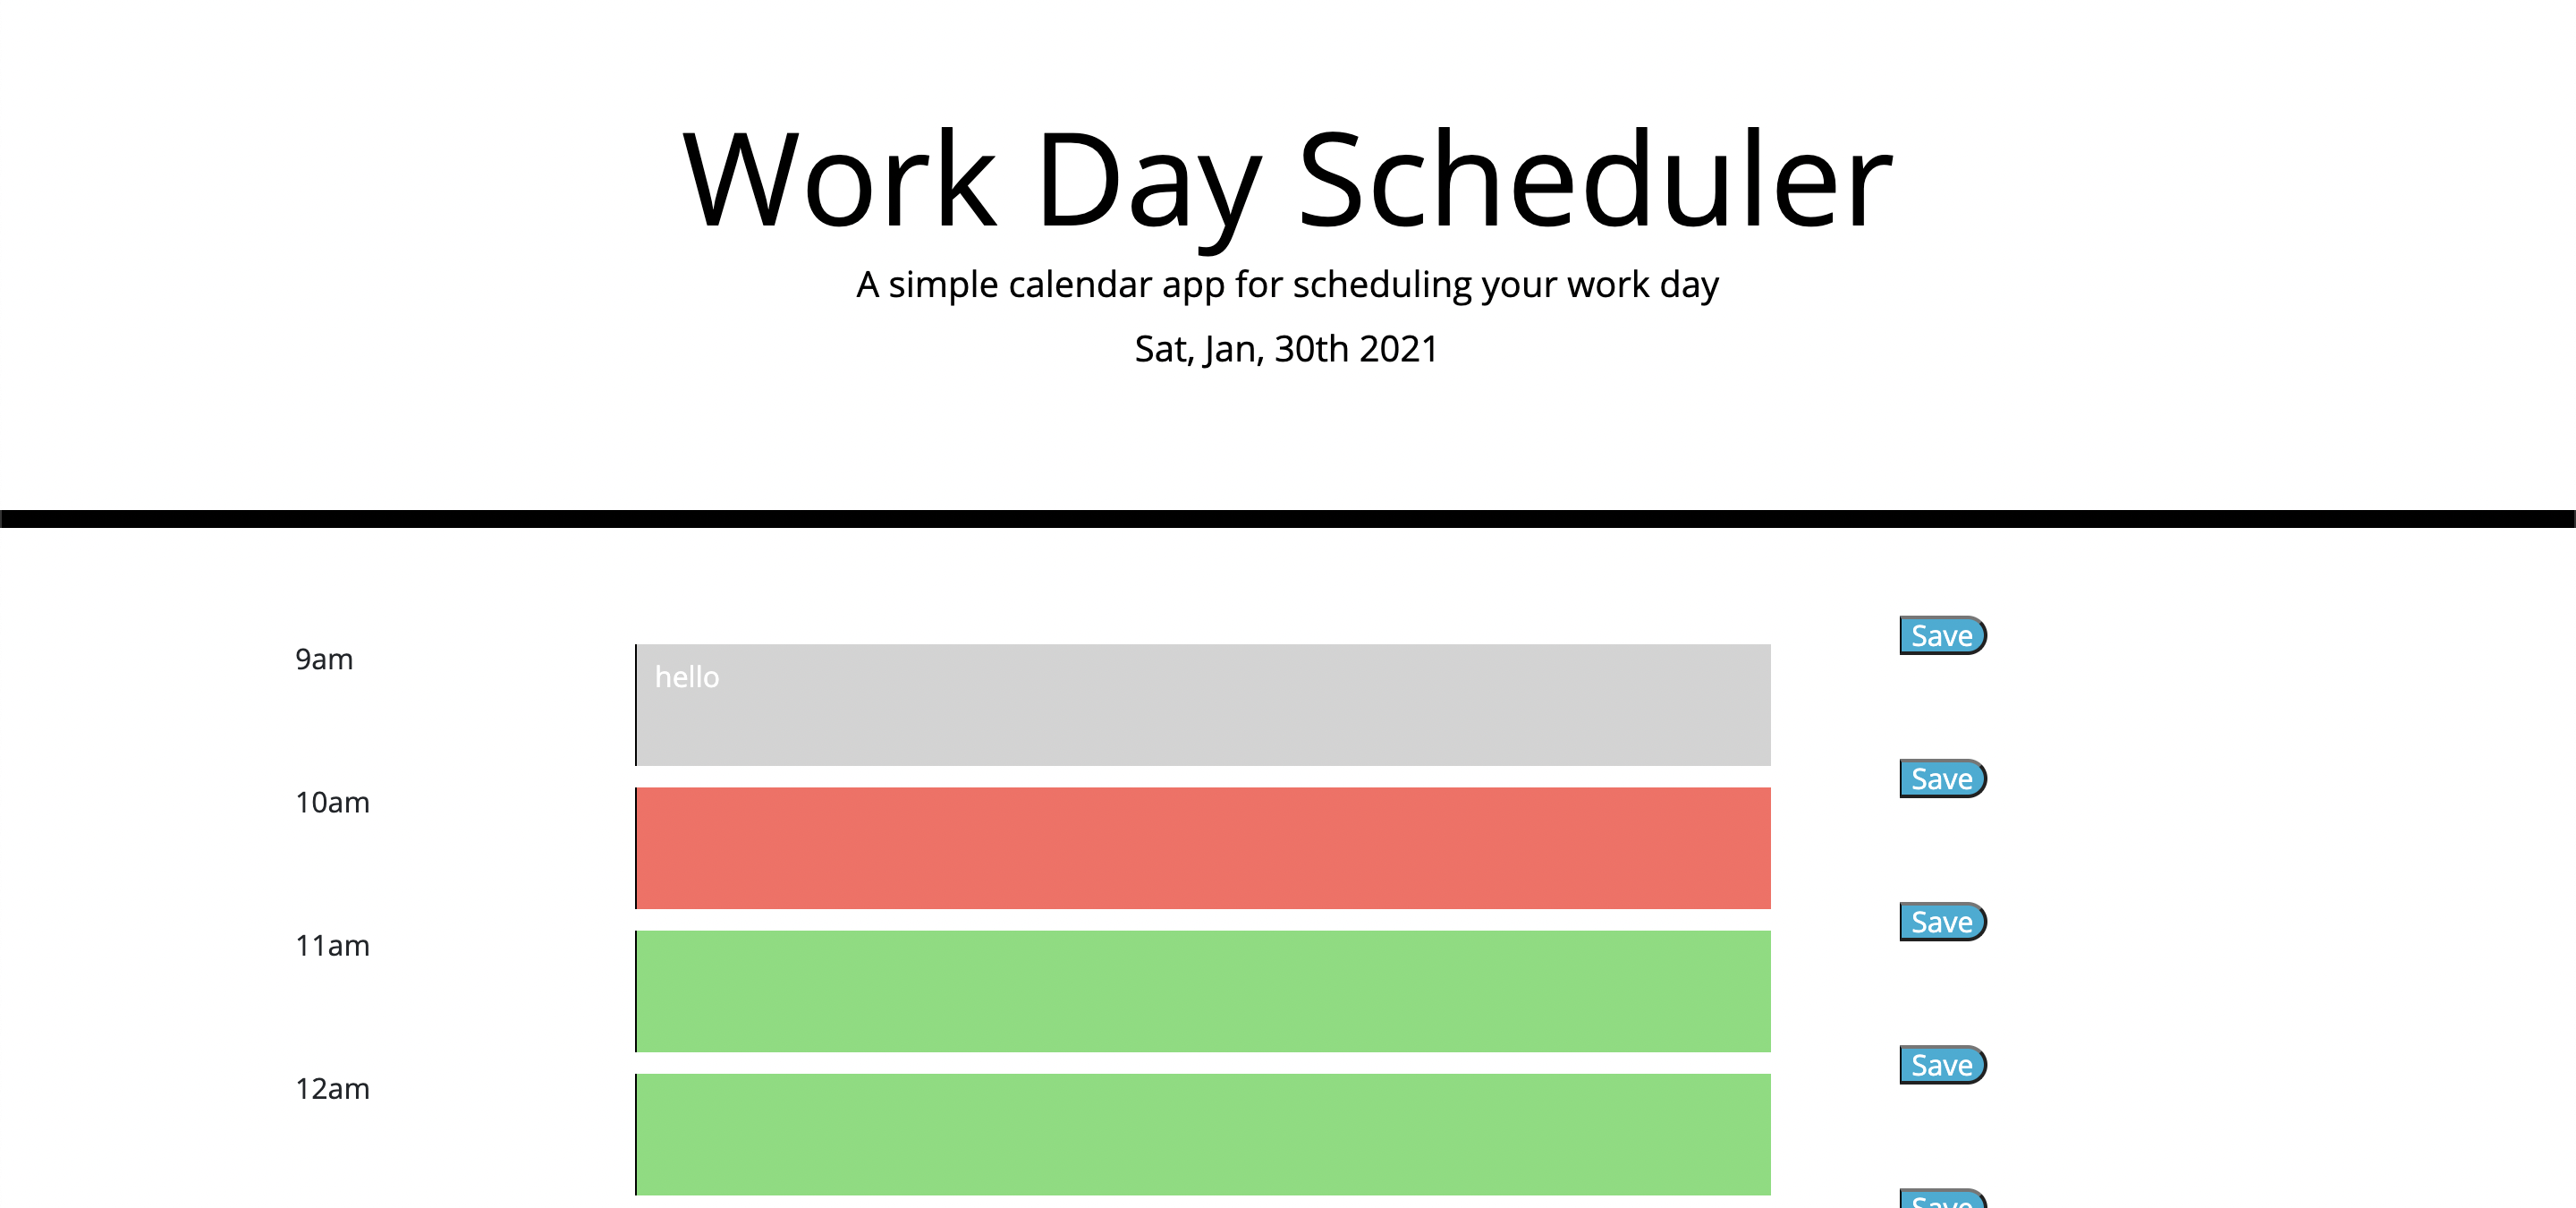 Work Day Scheduler
A simple calendar app for scheduling your work day
Sat, Jan, 30th 2021
9am
hello
Save
10am
Save
11am
Save
12am
Save
Save